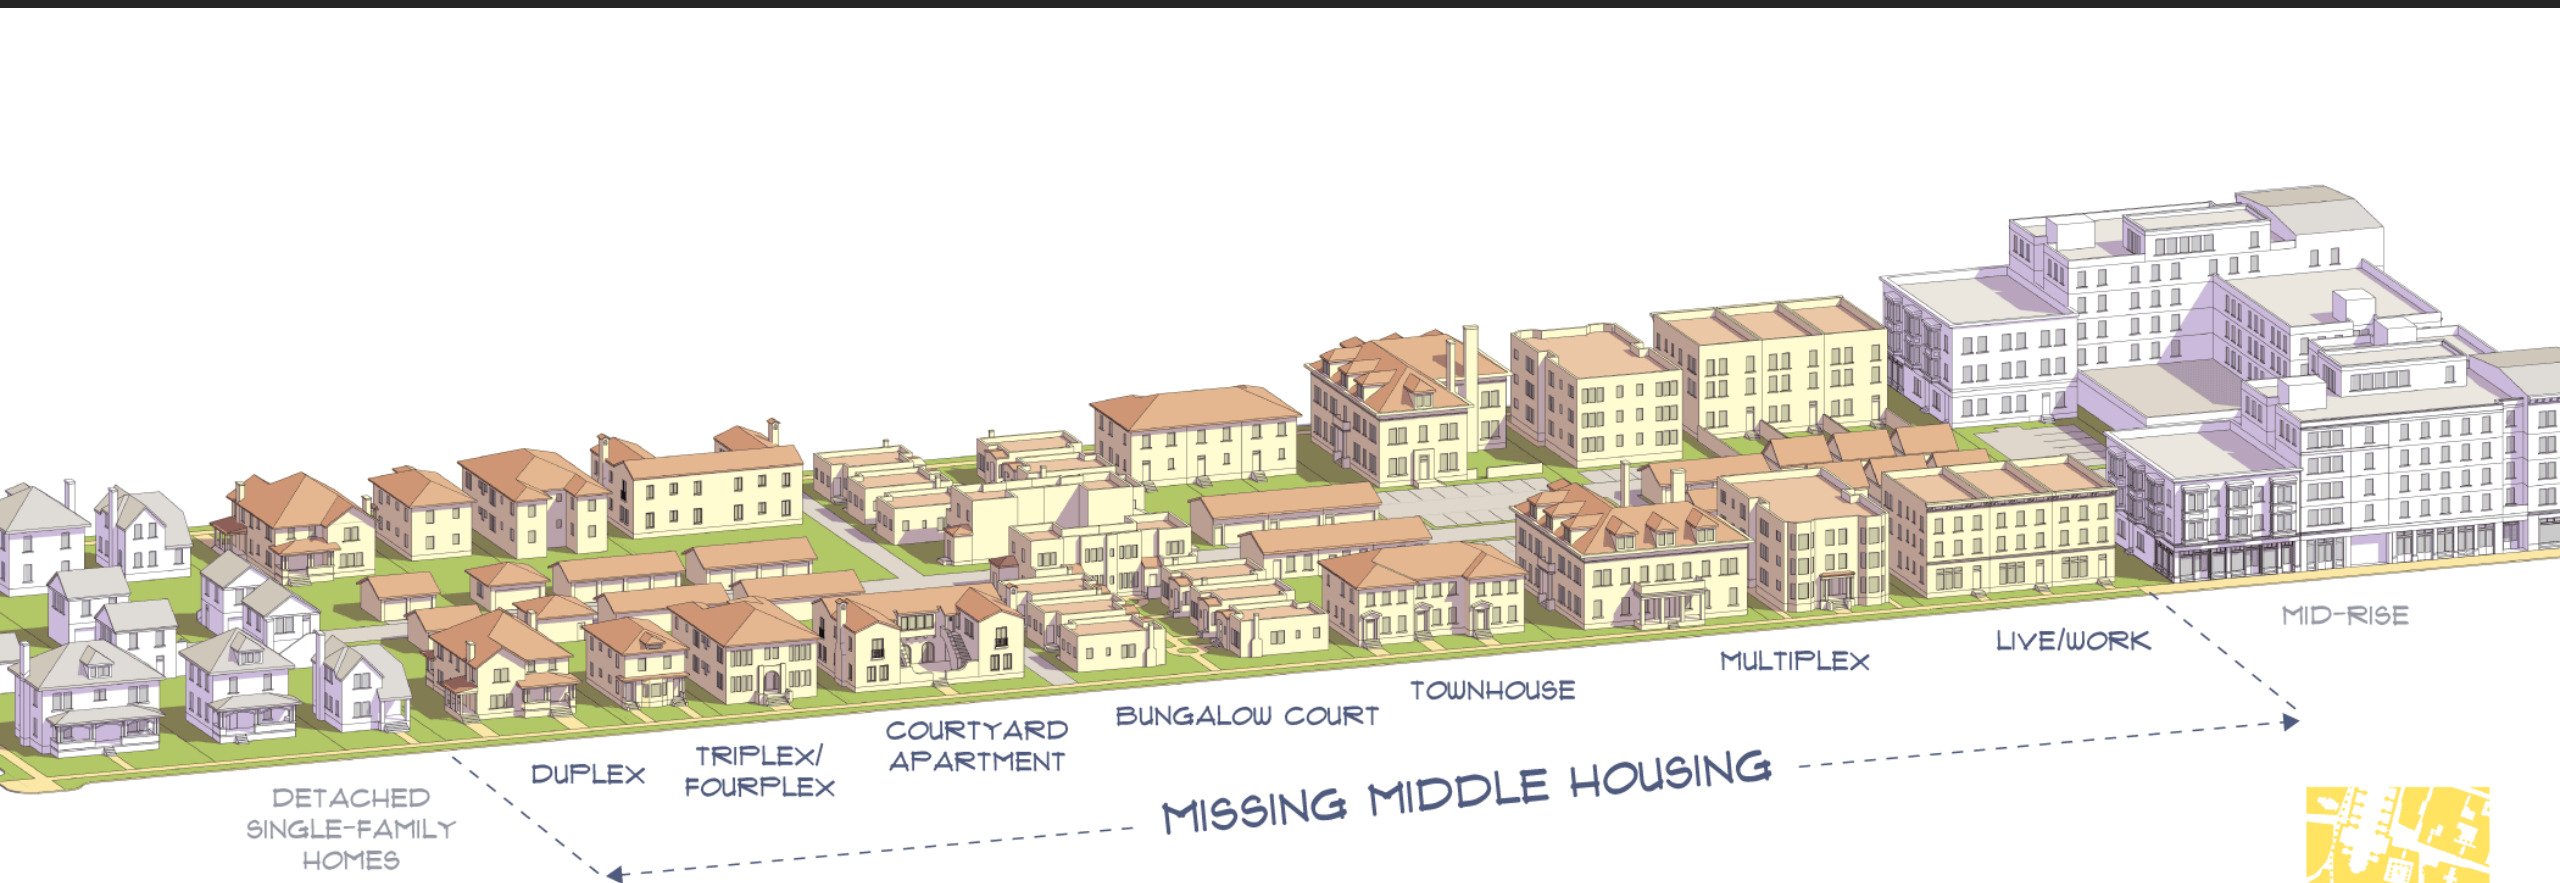 DETACHED
SINGLE-FAMILY
HOMES
DUPLEX
TRIPLEX/
FOURPLEX
COURTYARD
APARTMENT
BUNGALOW COURT
TOWNHOUSE
MULTIPLEX
LIVE/WORK
MID-RISE
MISSING MIDDLE HOUSING